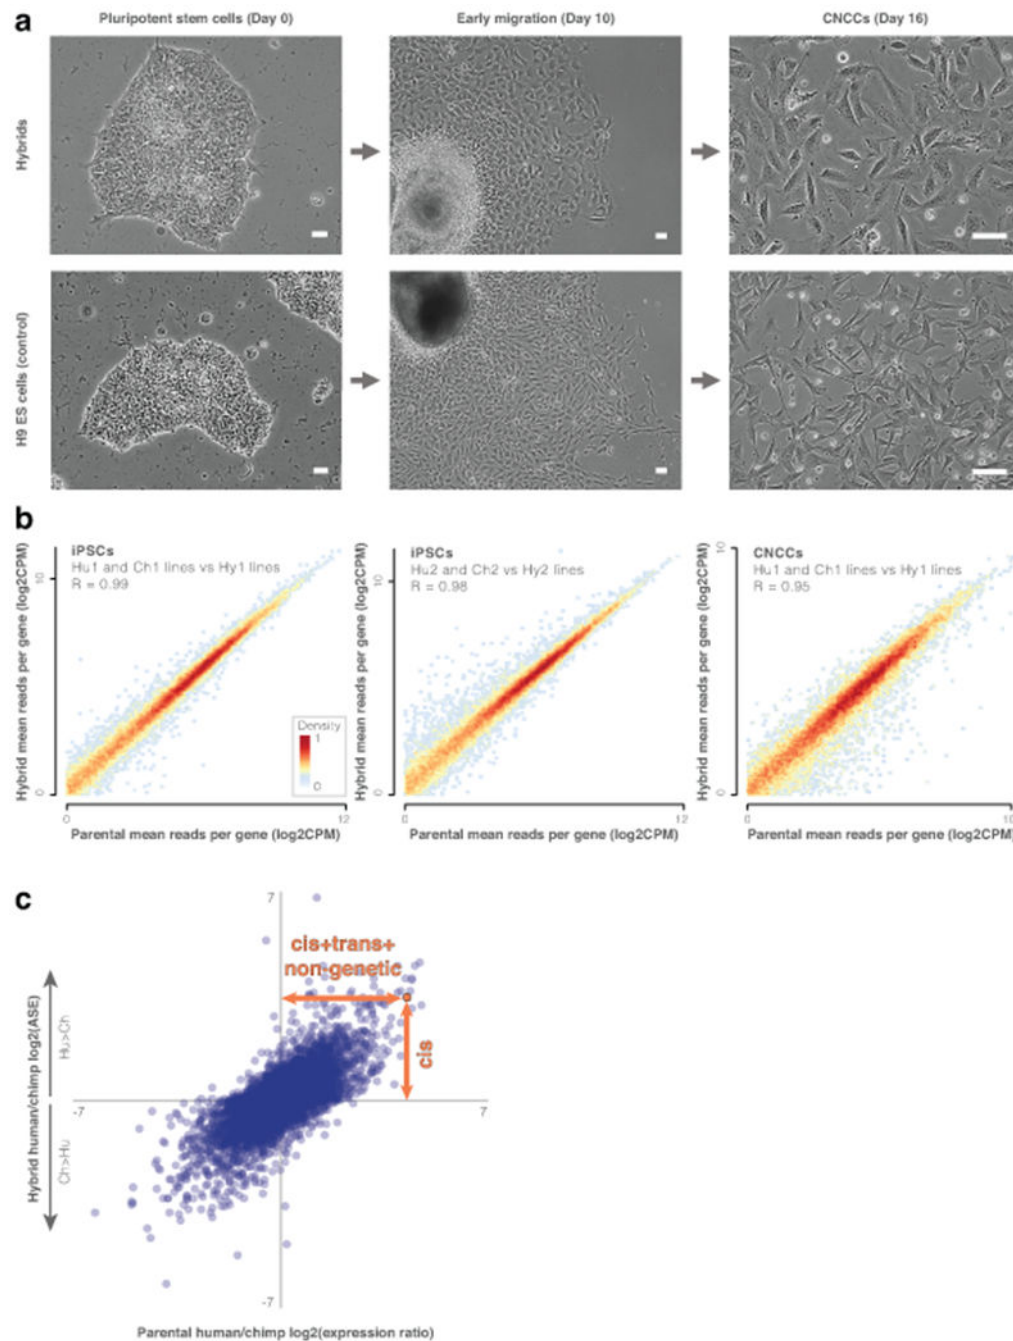 a
Pluripotent stem cells (Day 0)
Early migration (Day 10)
CNCCs (Day 16)
Hybrids
H9 ES cells (control)
b
iPSCs
Hu1 and Ch1 lines vs Hy1 lines
R = 0.99
Hybrid mean reads per gene (log2CPM)
10
0
Density
1
0
0
12
Parental mean reads per gene (log2CPM)
iPSCs
Hu2 and Ch2 vs Hy2 lines
R = 0.98
Hybrid mean reads per gene (log2CPM)
10
0
0
12
Parental mean reads per gene (log2CPM)
CNCCs
Hu1 and Ch1 lines vs Hy1 lines
R = 0.95
Hybrid mean reads per gene (log2CPM)
10
0
0
10
Parental mean reads per gene (log2CPM)
c
7
cis+trans+
non-genetic
cis
Hybrid human/chimp log2(ASE)
Hu>Ch
Ch>Hu
-7
7
-7
Parental human/chimp log2(expression ratio)